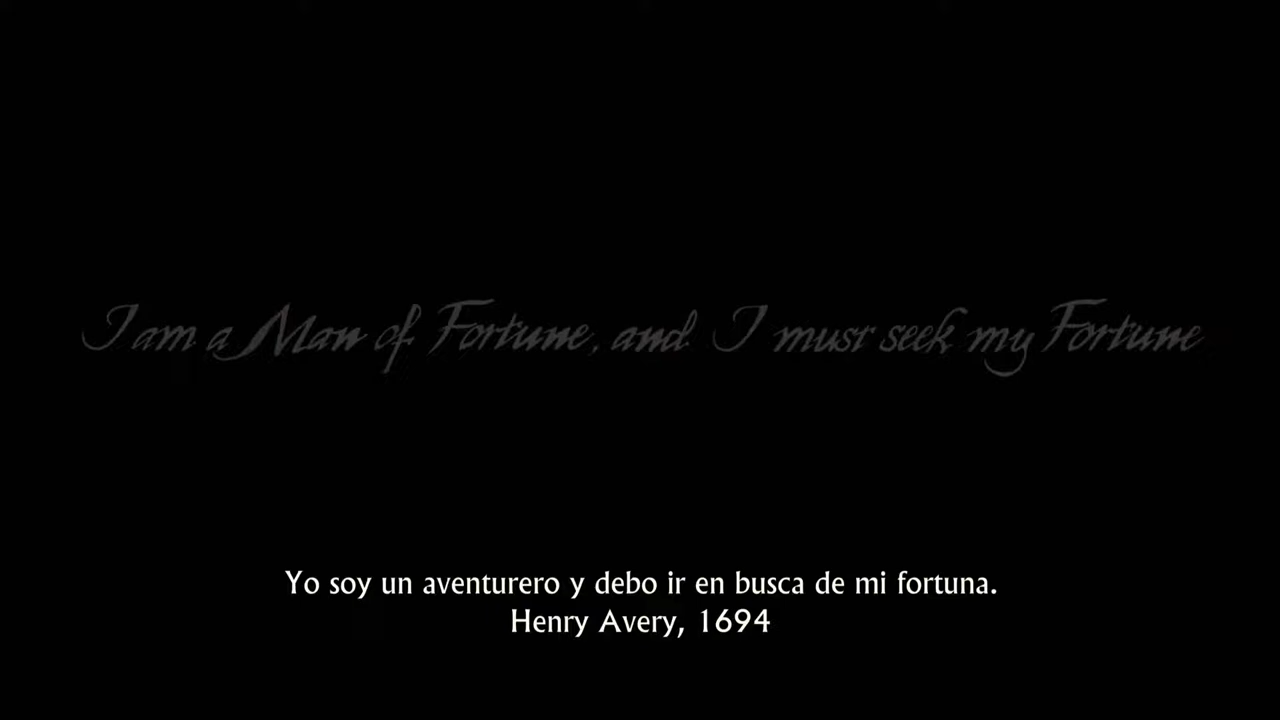 I am a Man of Fortune, and I must seek my Fortune
Yo soy un aventurero y debo ir en busca de mi fortuna.
Henry Avery, 1694